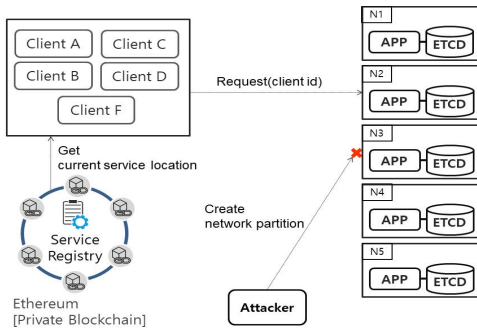 Client A
Client C
Client B
Client D
Client F
Get
current service location
Service
Registry
Ethereum
[Private Blockchain]
Request(client id)
Create
network partition
Attacker
N1
APP
ETCD
N2
APP
ETCD
N3
APP
ETCD
N4
APP
ETCD
N5
APP
ETCD